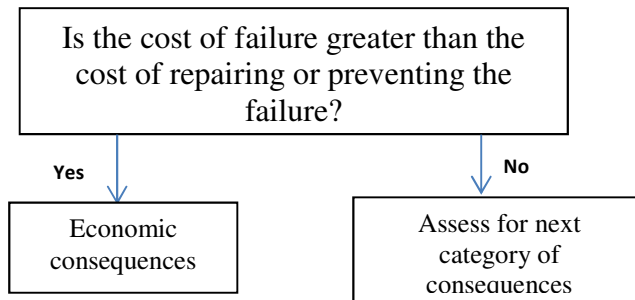 Is the cost of failure greater than the
cost of repairing or preventing the
failure?
Yes
No
Economic
consequences
Assess for next
category of
consequences